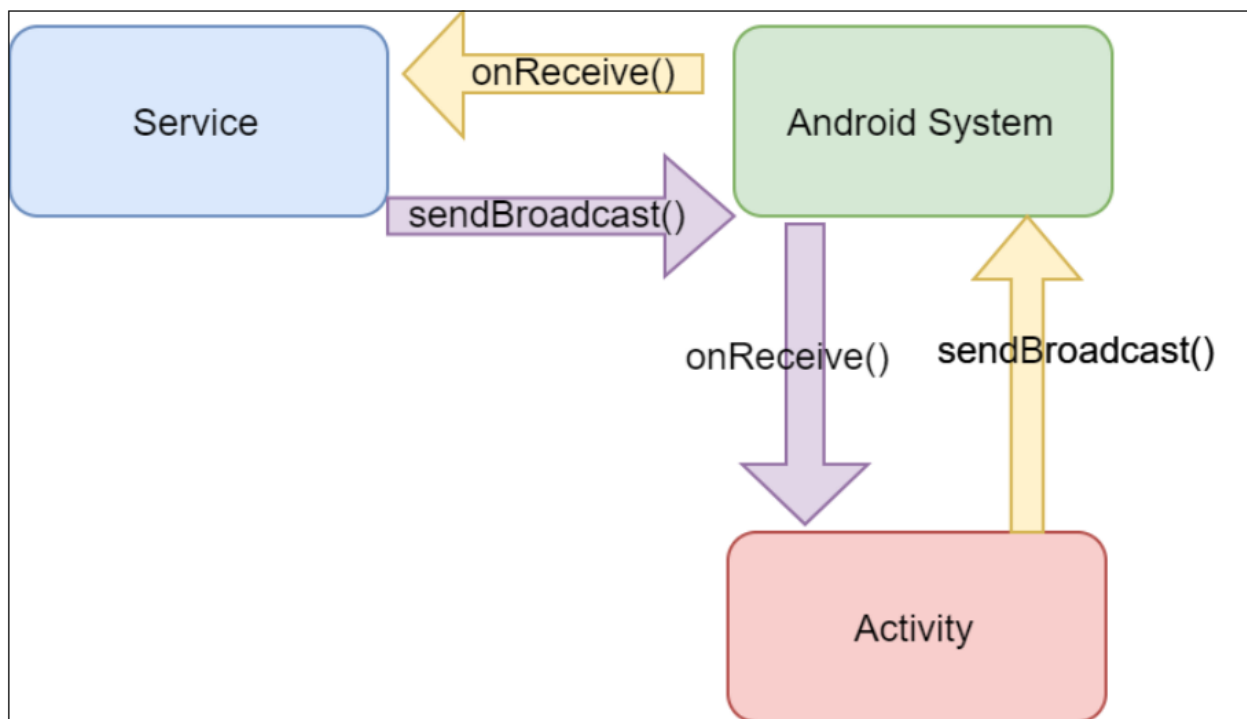 onReceive()
Service
Android System
sendBroadcast()
onReceive()
sendBroadcast()
Activity